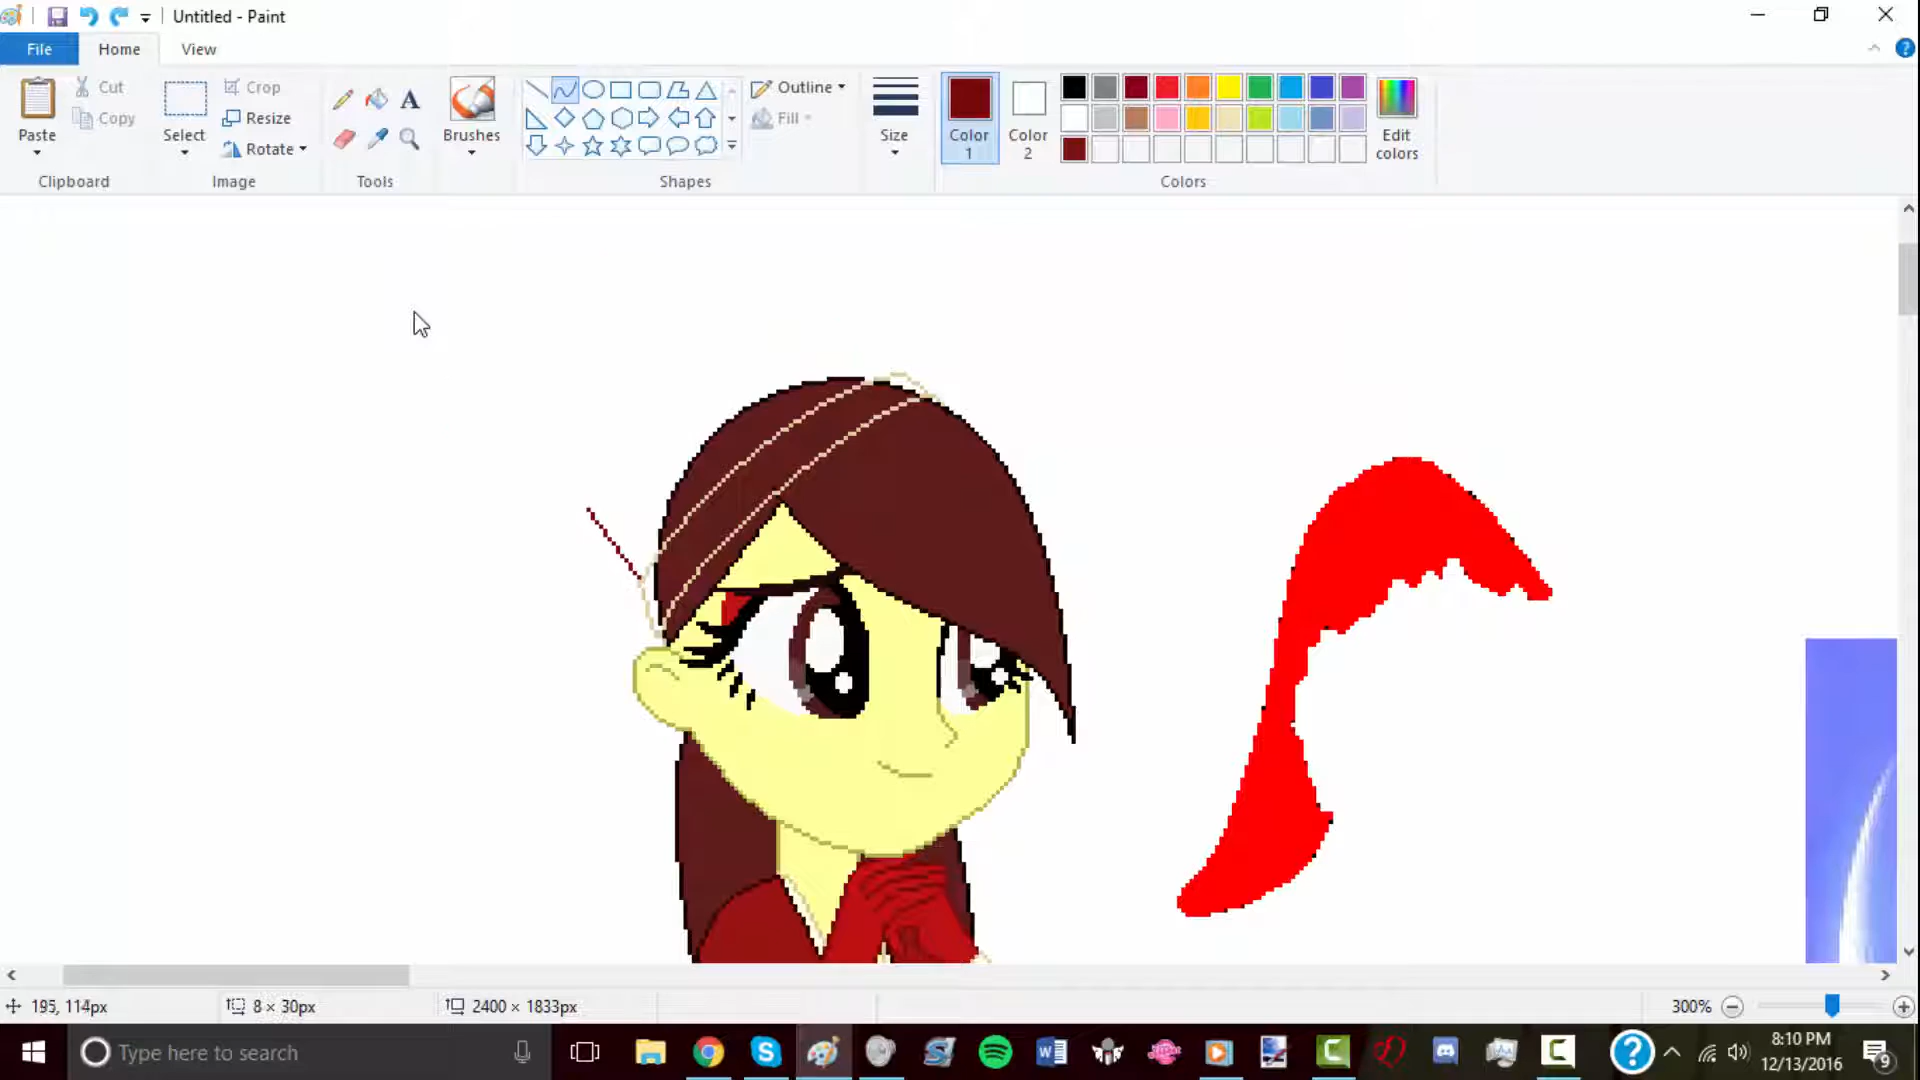 Untitled - Paint
File Home View
Paste
Cut
Copy
Clipboard
Select
Crop
Resize
Rotate
Image
A
Tools
Brushes
Shapes
Outline
Fill
Size
Color 1
Color 2
Edit colors
Colors
195, 114px
8 × 30px
2400 × 1833px
300%
Type here to search
8:10 PM
12/13/2016
9